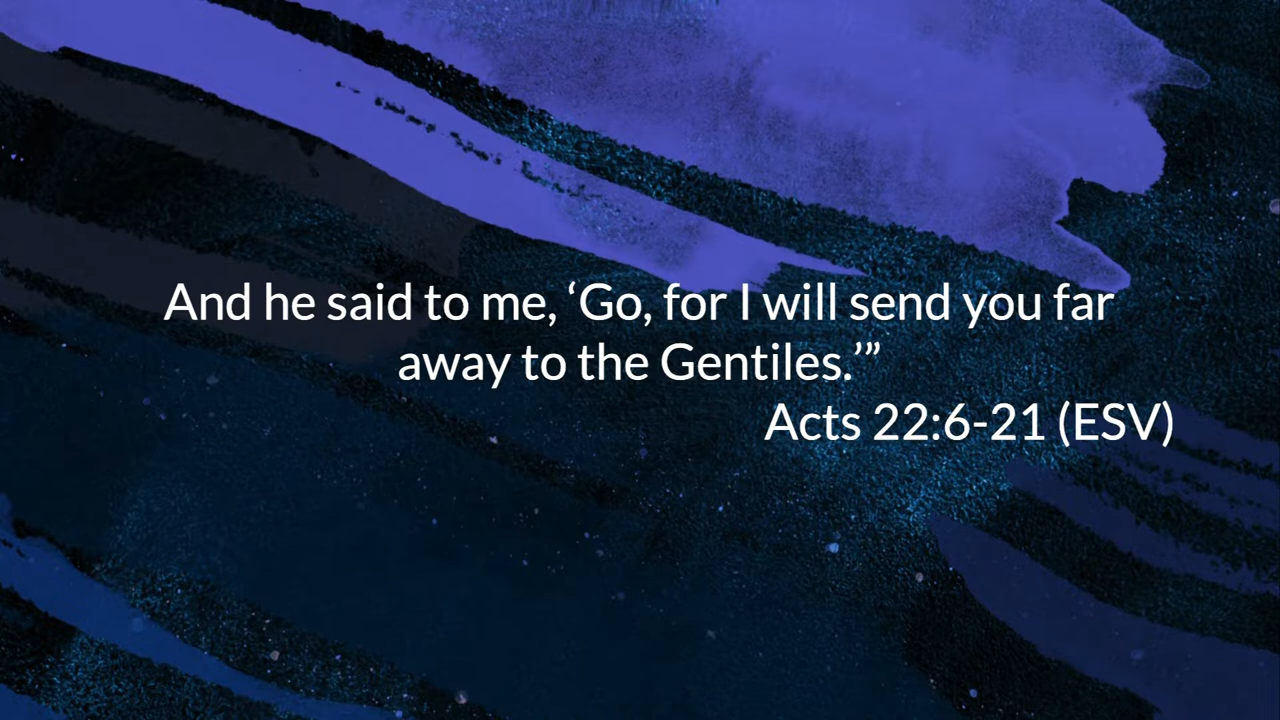 And he said to me, ‘Go, for I will send you far
away to the Gentiles.’”
Acts 22:6-21 (ESV)